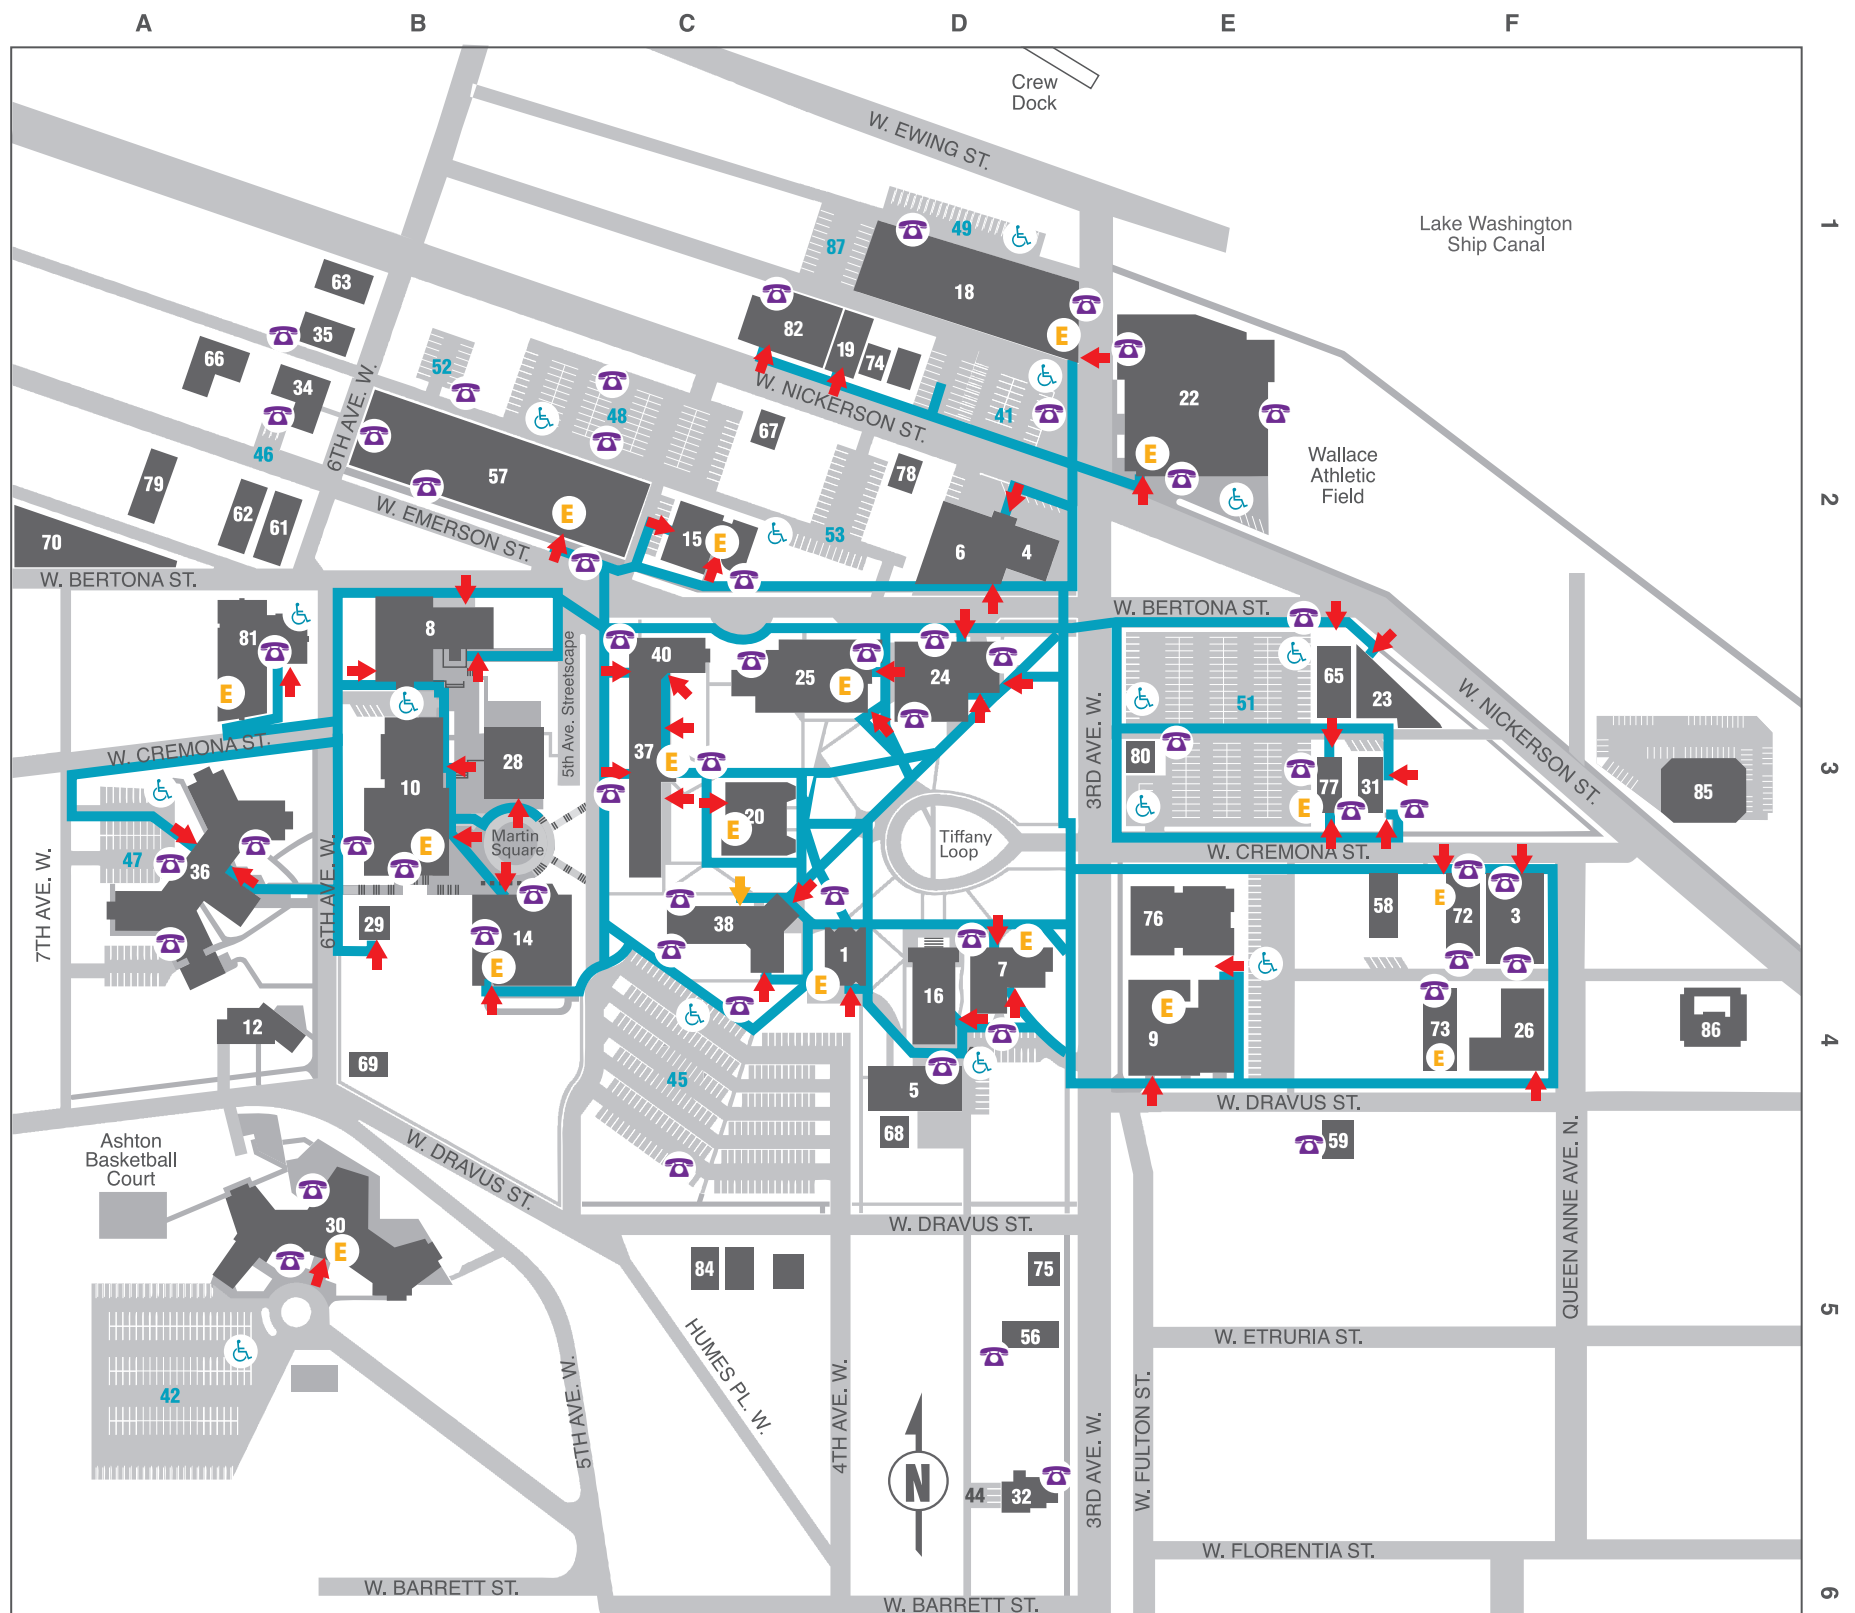 A B C D E F
Crew
Dock
W. EWING ST.
Lake Washington
Ship Canal
1
49
87
18
63
82
E
35
19
74
66
52
34
22
W. NICKERSON ST.
48
41
67
6TH AVE. W.
46
E
Wallace
Athletic
Field
57
78
79
2
62
61
W. EMERSON ST.
E
53
70
15
E
6
4
W. BERTONA ST.
W. BERTONA ST.
81
8
40
25
24
65
23
E
E
5th Ave. Streetscape
3RD AVE. W.
51
W. NICKERSON ST.
W. CREMONA ST.
37
E
28
80
10
77
31
3
85
20
E
E
Martin
Square
Tiffany
Loop
E
47
36
W. CREMONA ST.
7TH AVE. W.
6TH AVE. W.
E
58
72
3
76
29
38
14
1
E
7
E
E
16
E
9
12
73
26
86
4
E
69
45
5
W. DRAVUS ST.
68
59
Ashton
Basketball
Court
W. DRAVUS ST.
30
E
W. DRAVUS ST.
QUEEN ANNE AVE. N.
84
75
5
56
W. ETRURIA ST.
HUMES PL. W.
42
5TH AVE. W.
4TH AVE. W.
3RD AVE. W.
W. FULTON ST.
N
44
32
W. FLORENTIA ST.
W. BARRETT ST.
W. BARRETT ST.
6